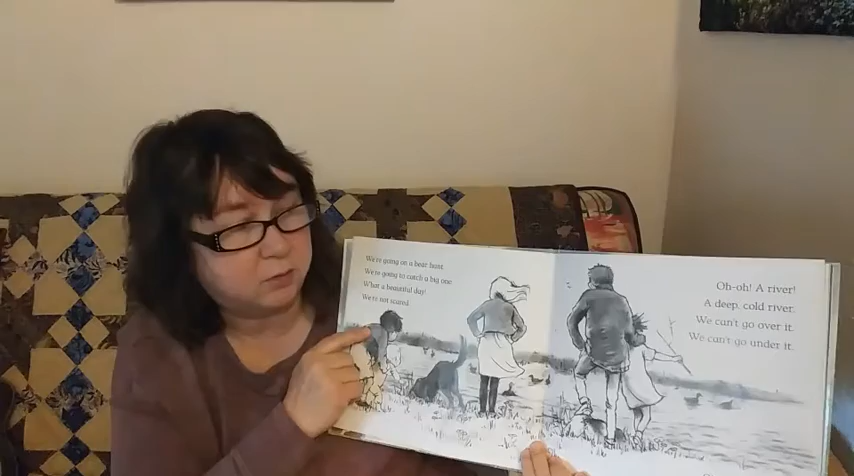 We're going on a bear hunt.
We're going to catch a big one.
What a beautiful day!
We're not scared.
Oh-oh! A river!
A deep, cold river.
We can't go over it.
We can't go under it.